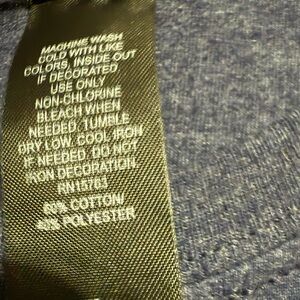 MACHINE WASH
COLD WITH LIKE
COLORS, INSIDE OUT
IF DECORATED
USE ONLY
NON-CHLORINE
BLEACH WHEN
NEEDED. TUMBLE
DRY LOW. COOL IRON
IF NEEDED. DO NOT
IRON DECORATION.
RN15763
60% COTTON/
40% POLYESTER